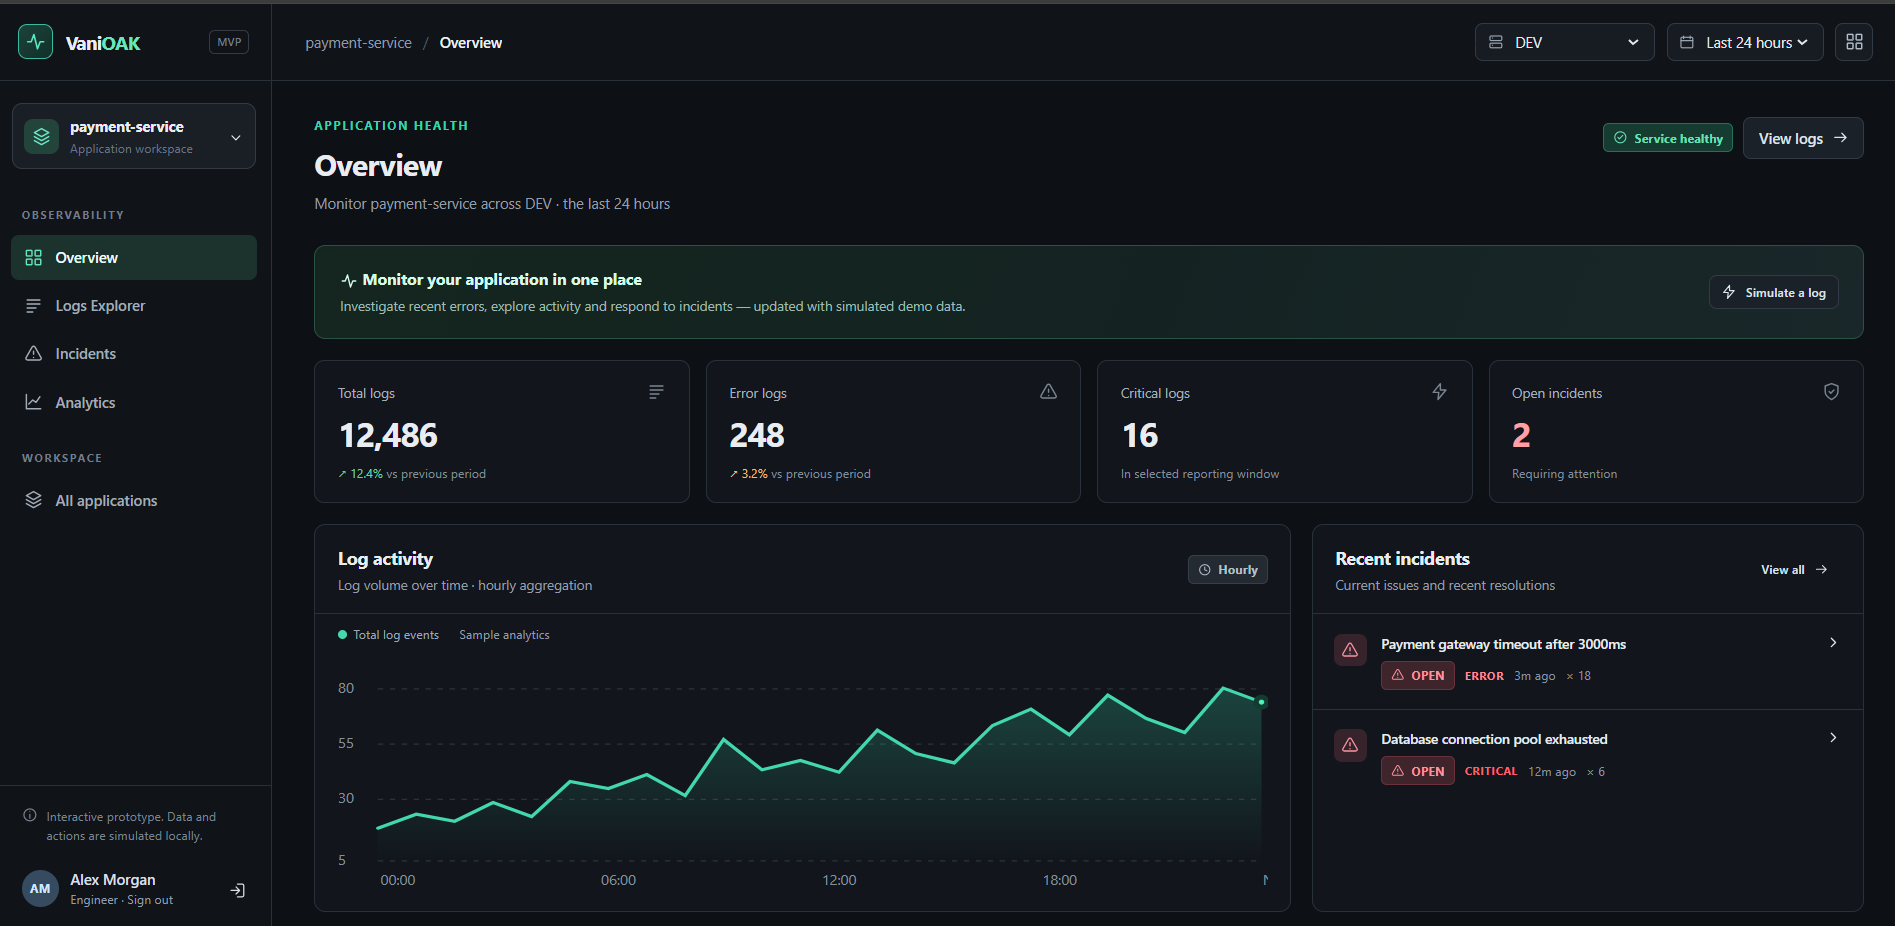 VaniOAK
MVP
payment-service / Overview
DEV
Last 24 hours
payment-service
Application workspace
OBSERVABILITY
Overview
Logs Explorer
Incidents
Analytics
WORKSPACE
All applications
Interactive prototype. Data and
actions are simulated locally.
AM
Alex Morgan
Engineer · Sign out
APPLICATION HEALTH
Overview
Monitor payment-service across DEV · the last 24 hours
Service healthy
View logs →
Monitor your application in one place
Investigate recent errors, explore activity and respond to incidents — updated with simulated demo data.
Simulate a log
Total logs
12,486
↗ 12.4% vs previous period
Error logs
248
↗ 3.2% vs previous period
Critical logs
16
In selected reporting window
Open incidents
2
Requiring attention
Log activity
Log volume over time · hourly aggregation
Hourly
Total log events
Sample analytics
80
55
30
5
00:00
06:00
12:00
18:00
Recent incidents
Current issues and recent resolutions
View all →
Payment gateway timeout after 3000ms
OPEN ERROR 3m ago × 18
Database connection pool exhausted
OPEN CRITICAL 12m ago × 6